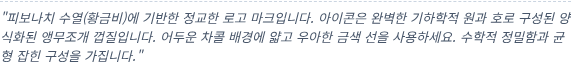 "피보나치 수열(황금비)에 기반한 정교한 로고 마크입니다. 아이콘은 완벽한 기하학적 원과 호로 구성된 양
식화된 앵무조개 껍질입니다. 어두운 차콜 배경에 얇고 우아한 금색 선을 사용하세요. 수학적 정밀함과 균
형 잡힌 구성을 가집니다."